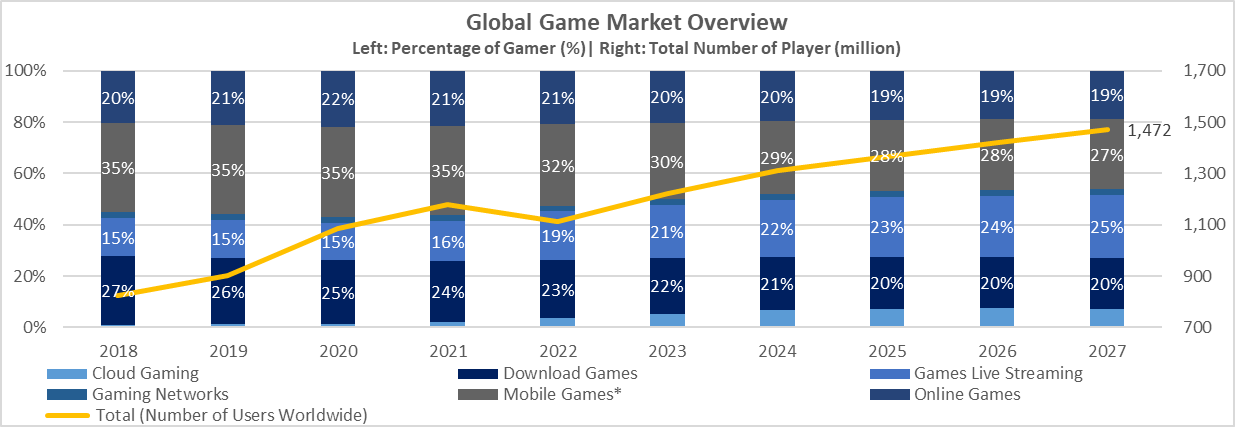 Global Game Market Overview
Left: Percentage of Gamer (%)| Right: Total Number of Player (million)
100% 1,700
20% 21% 22% 21% 21% 20% 20% 19% 19% 19%
80% 1,500
1,472
35% 35% 35% 35% 32% 30% 29% 28% 28% 27%
60% 1,300
40% 1,100
15% 15% 15% 16% 19% 21% 22% 23% 24% 25%
20% 900
27% 26% 25% 24% 23% 22% 21% 20% 20% 20%
0% 700
2018 2019 2020 2021 2022 2023 2024 2025 2026 2027
Cloud Gaming Download Games Games Live Streaming
Gaming Networks Mobile Games* Online Games
Total (Number of Users Worldwide)